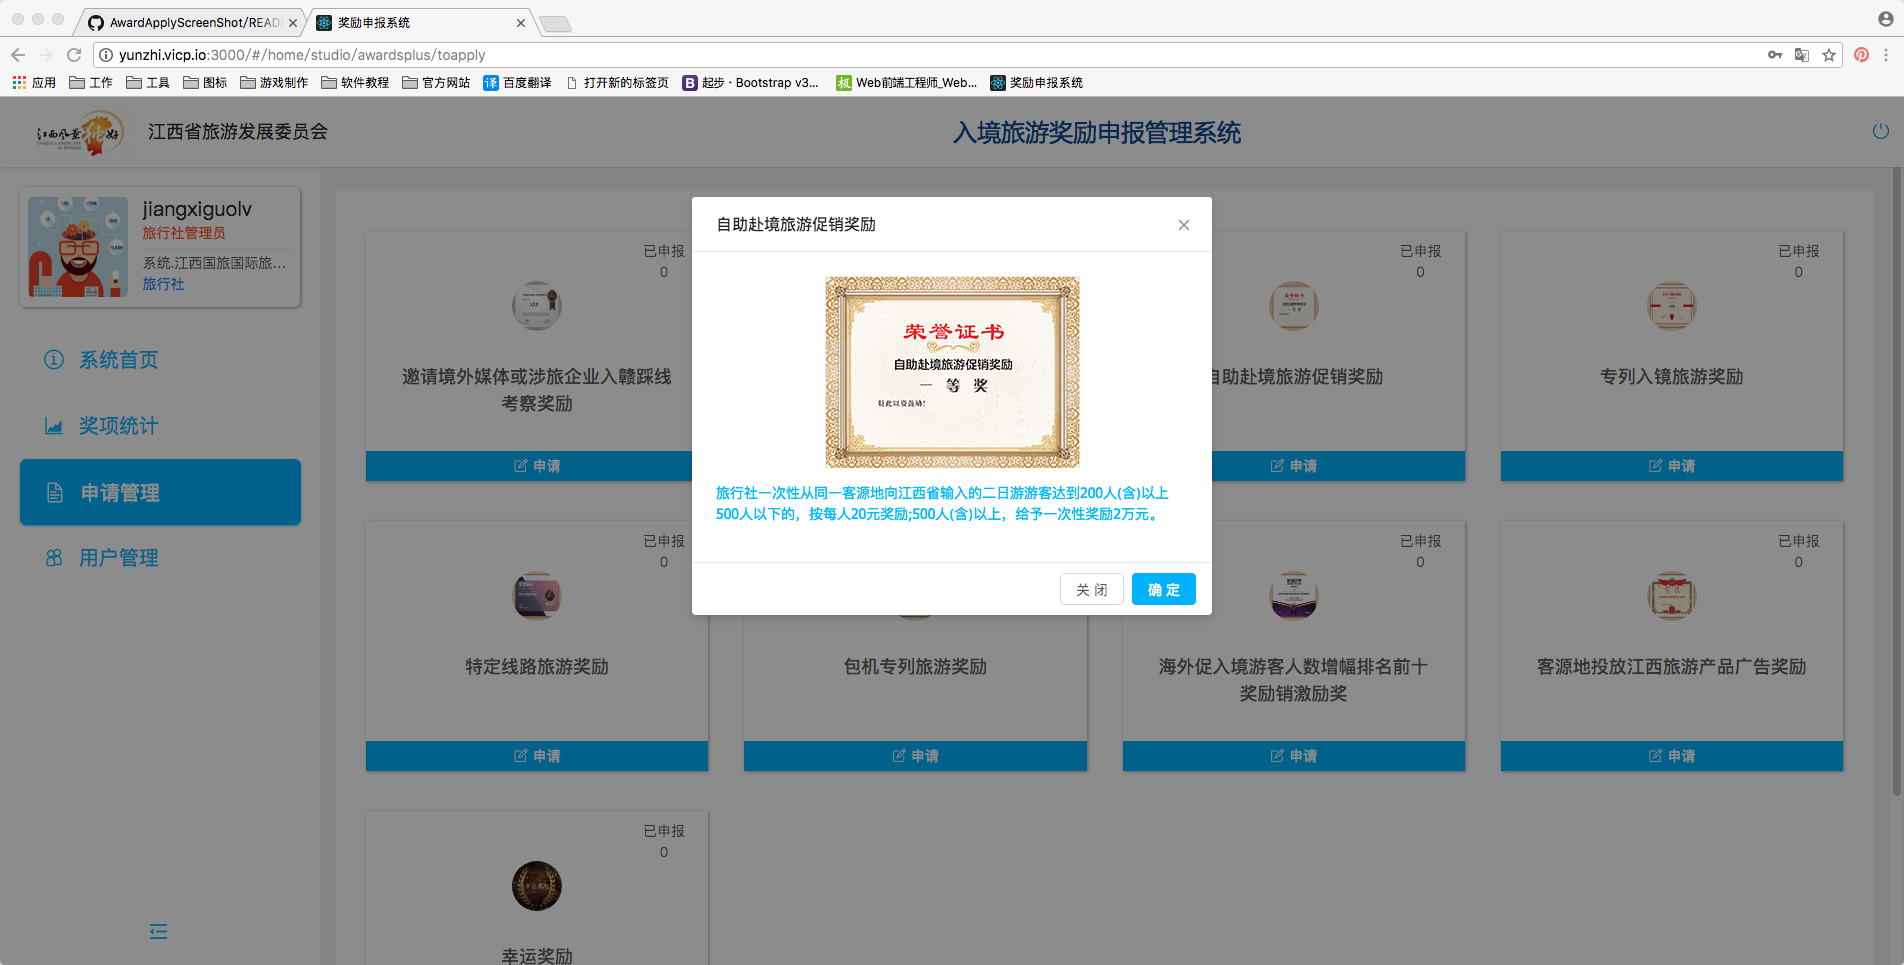 AwardApplyScreenShot/READ
奖励申报系统
yunzhi.vicp.io:3000/#/home/studio/awardsplus/toapply
应用
工作
工具
图标
游戏制作
软件教程
官方网站
译
百度翻译
打开新的标签页
B
起步 · Bootstrap v3...
极
Web前端工程师_Web...
奖励申报系统
江西风景独好
江西省旅游发展委员会
入境旅游奖励申报管理系统
jiangxiguolv
旅行社管理员
系统.江西国旅国际旅...
旅行社
系统首页
奖项统计
申请管理
用户管理
已申报
0
邀请境外媒体或涉旅企业入赣踩线
考察奖励
申请
已申报
0
自助赴境旅游促销奖励
申请
已申报
0
专列入镜旅游奖励
申请
自助赴境旅游促销奖励
荣誉证书
自助赴境旅游促销奖励
一 等 奖
特此以资鼓励!
旅行社一次性从同一客源地向江西省输入的二日游游客达到200人(含)以上
500人以下的，按每人20元奖励;500人(含)以上，给予一次性奖励2万元。
关 闭
确 定
已申报
0
特定线路旅游奖励
申请
包机专列旅游奖励
申请
已申报
0
海外促入境游客人数增幅排名前十
奖励销激励奖
申请
已申报
0
客源地投放江西旅游产品广告奖励
申请
已申报
0
幸运奖励